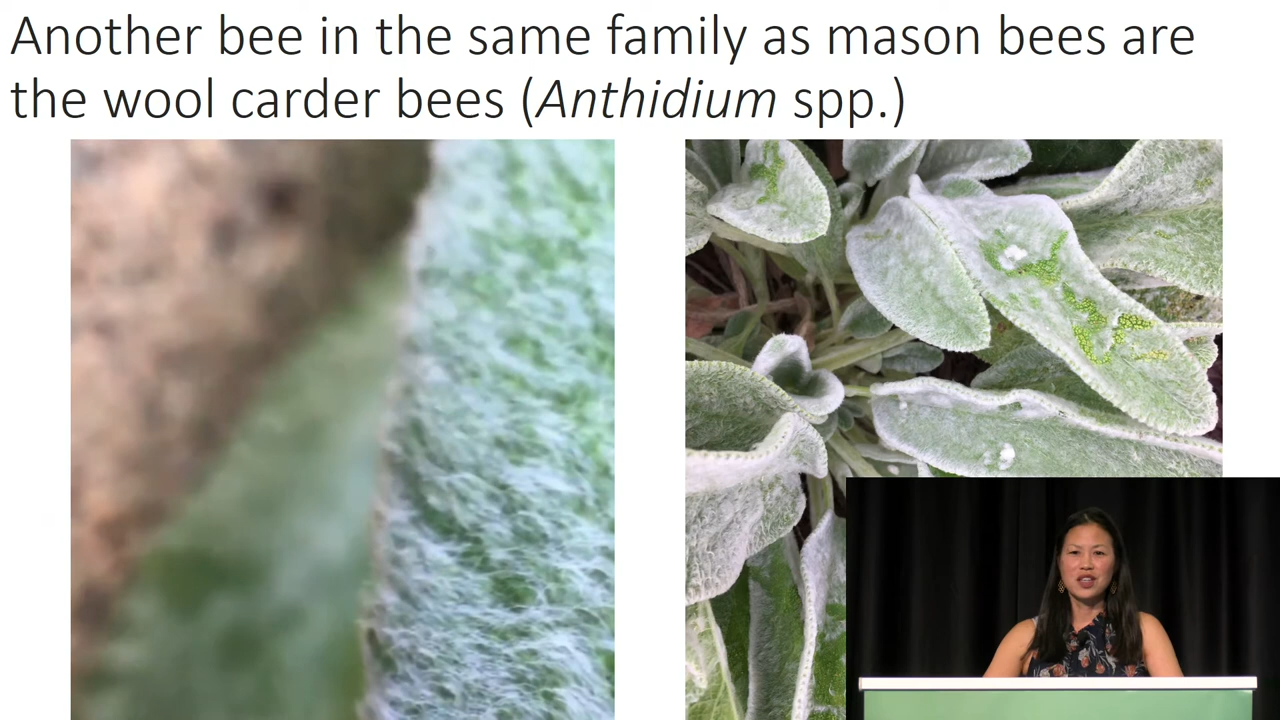 Another bee in the same family as mason bees are
the wool carder bees (Anthidium spp.)